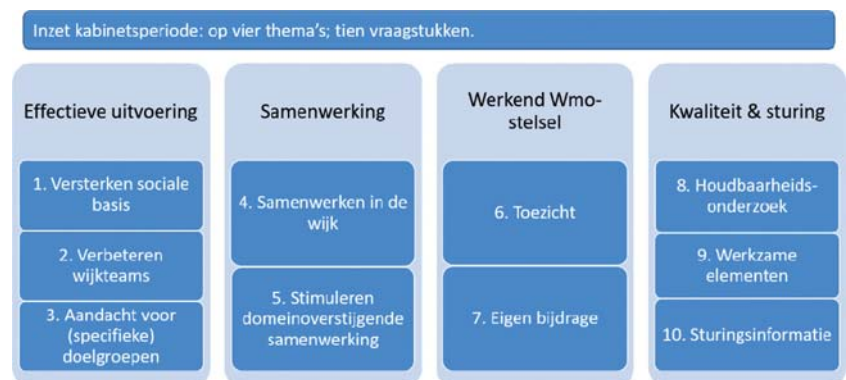 Inzet kabinetsperiode: op vier thema's; tien vraagstukken.
Effectieve uitvoering
1. Versterken sociale
basis
2. Verbeteren
wijkteams
3. Aandacht voor
(specifieke)
doelgroepen
Samenwerking
4. Samenwerken in de
wijk
5. Stimuleren
domeinoverstijgende
samenwerking
Werkend Wmo-
stelsel
6. Toezicht
7. Eigen bijdrage
Kwaliteit & sturing
8. Houdbaarheids-
onderzoek
9. Werkzame
elementen
10. Sturingsinformatie